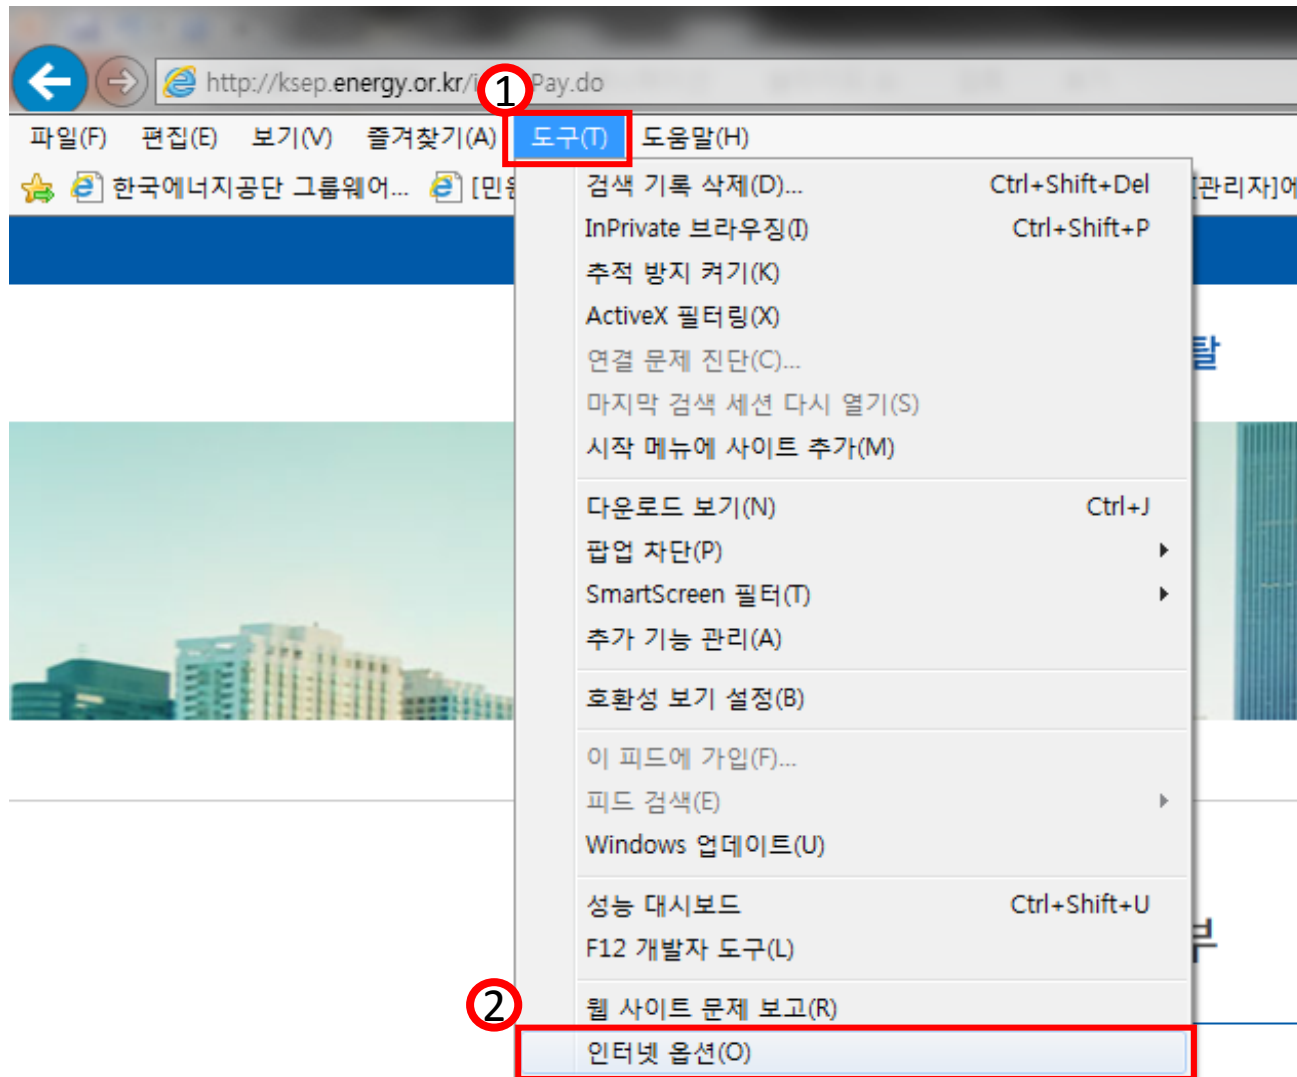 http://ksep.energy.or.kr/i
1
Pay.do
파일(F) 편집(E) 보기(V) 즐겨찾기(A) 도구(T) 도움말(H)
한국에너지공단 그룹웨어... [민원
관리자]에
검색 기록 삭제(D)... Ctrl+Shift+Del
InPrivate 브라우징(I) Ctrl+Shift+P
추적 방지 켜기(K)
ActiveX 필터링(X)
탈
연결 문제 진단(C)...
마지막 검색 세션 다시 열기(S)
시작 메뉴에 사이트 추가(M)
다운로드 보기(N) Ctrl+J
팝업 차단(P)
SmartScreen 필터(T)
추가 기능 관리(A)
호환성 보기 설정(B)
이 피드에 가입(F)...
피드 검색(E)
Windows 업데이트(U)
성능 대시보드 Ctrl+Shift+U
부
F12 개발자 도구(L)
2
웹 사이트 문제 보고(R)
인터넷 옵션(O)